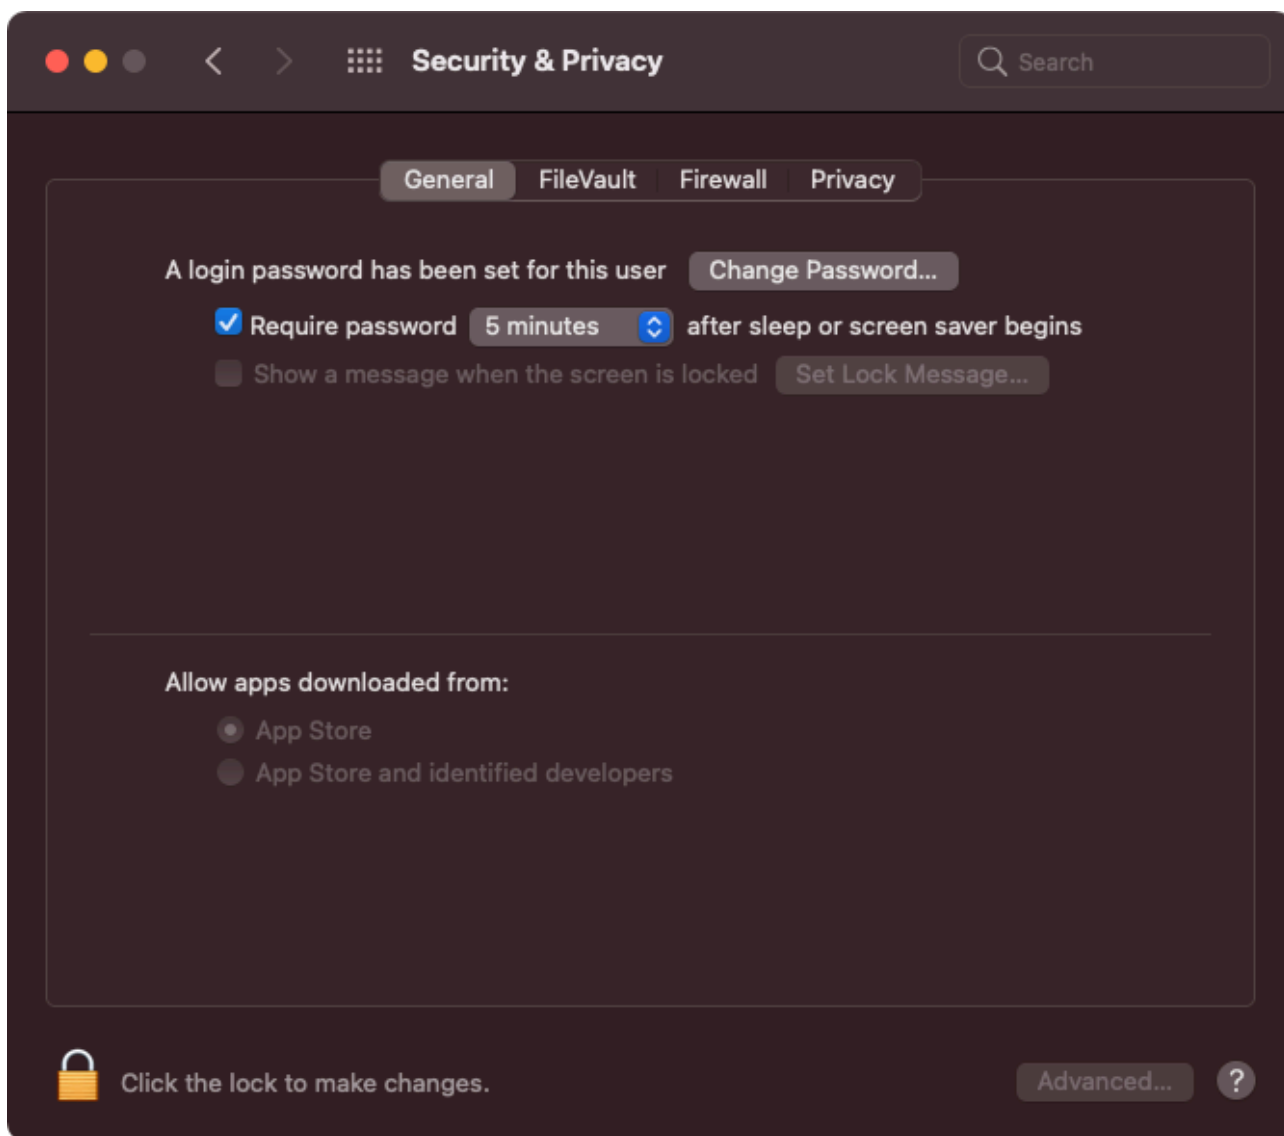 Security & Privacy
Search
General FileVault Firewall Privacy
A login password has been set for this user Change Password...
Require password 5 minutes after sleep or screen saver begins
Show a message when the screen is locked Set Lock Message...
Allow apps downloaded from:
App Store
App Store and identified developers
Click the lock to make changes. Advanced... ?